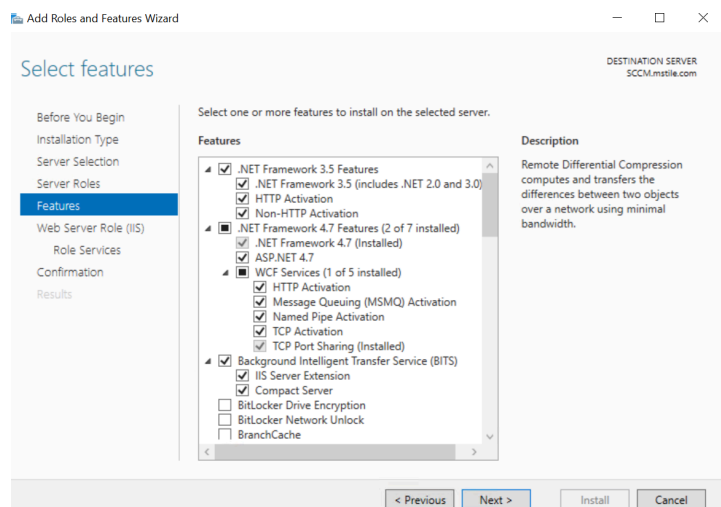 Add Roles and Features Wizard
Select features
DESTINATION SERVER
SCCM.mstile.com
Before You Begin
Installation Type
Server Selection
Server Roles
Features
Web Server Role (IIS)
Role Services
Confirmation
Results
Select one or more features to install on the selected server.
Features
.NET Framework 3.5 Features
.NET Framework 3.5 (includes .NET 2.0 and 3.0)
HTTP Activation
Non-HTTP Activation
.NET Framework 4.7 Features (2 of 7 installed)
.NET Framework 4.7 (Installed)
ASP.NET 4.7
WCF Services (1 of 5 installed)
HTTP Activation
Message Queuing (MSMQ) Activation
Named Pipe Activation
TCP Activation
TCP Port Sharing (Installed)
Background Intelligent Transfer Service (BITS)
IIS Server Extension
Compact Server
BitLocker Drive Encryption
BitLocker Network Unlock
BranchCache
Description
Remote Differential Compression
computes and transfers the
differences between two objects
over a network using minimal
bandwidth.
< Previous
Next >
Install
Cancel